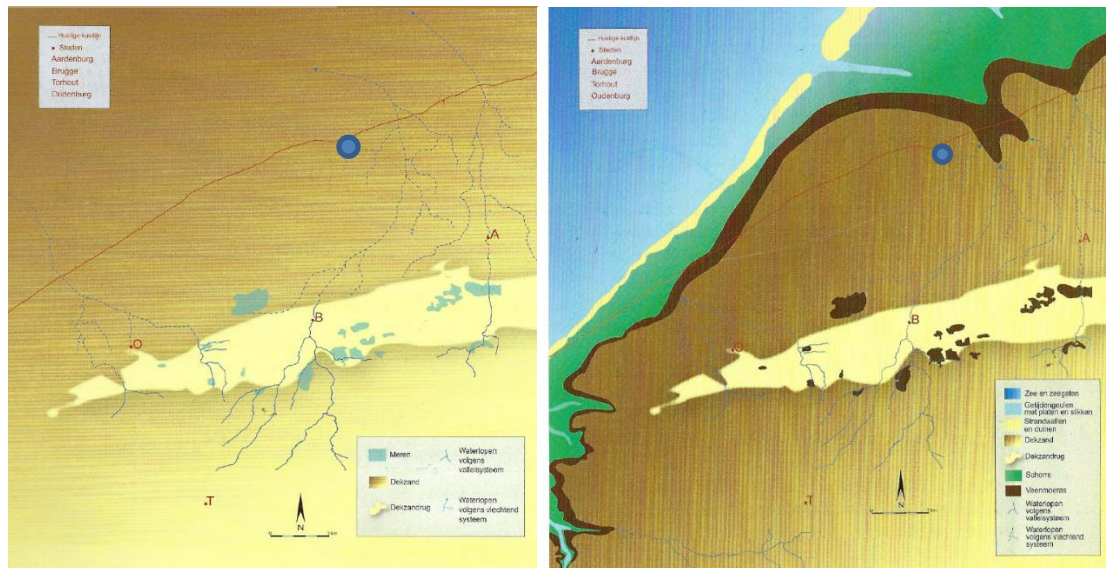 Huidige kustlijn
Steden
Aardenburg
Brugge
Torhout
Oudenburg
A
B
O
T
N
Meren
Dekzand
Dekzandrug
Waterlopen
volgens
valleisysteem
Waterlopen
volgens vlechtend
systeem
Huidige kustlijn
Steden
Aardenburg
Brugge
Torhout
Oudenburg
A
B
O
T
N
Zee en zeegaten
Getijdengeulen
met platen en slikken
Strandwallen
en duinen
Dekzand
Dekzandrug
Schorre
Veenmoeras
Waterlopen
volgens
valleisysteem
Waterlopen
volgens vlechtend
systeem